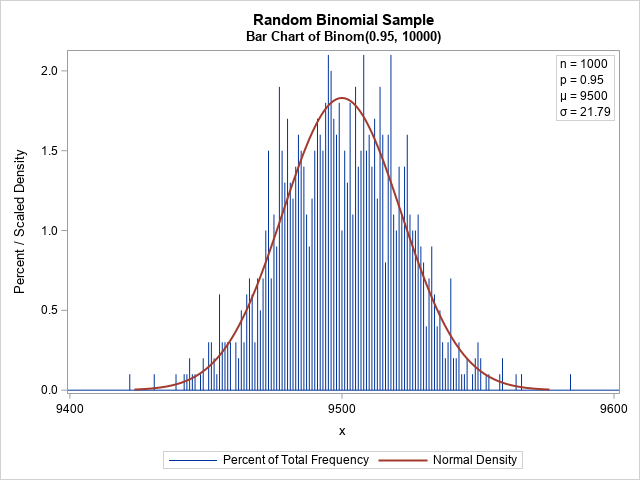 Random Binomial Sample
Bar Chart of Binom(0.95, 10000)
n = 1000
p = 0.95
μ = 9500
σ = 21.79
Percent / Scaled Density
2.0
1.5
1.0
0.5
0.0
9400 9500 9600
x
Percent of Total Frequency Normal Density